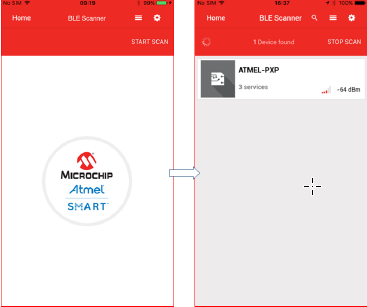 No SIM 09:19 90%
Home BLE Scanner
START SCAN
MICROCHIP
Atmel
SMART
No SIM 16:37 100%
Home BLE Scanner
1 Device found STOP SCAN
ATMEL-PXP
3 services
-64 dBm